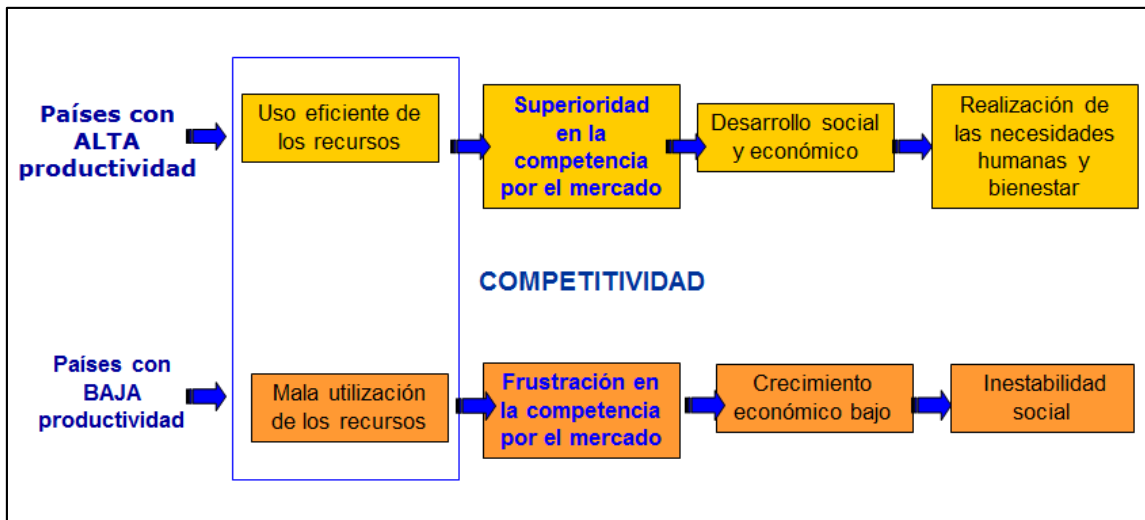 Países con
ALTA
productividad
Uso eficiente de
los recursos
Superioridad
en la
competencia
por el mercado
Desarrollo social
y económico
Realización de
las necesidades
humanas y
bienestar
COMPETITIVIDAD
Países con
BAJA
productividad
Mala utilización
de los recursos
Frustración en
la competencia
por el mercado
Crecimiento
económico bajo
Inestabilidad
social